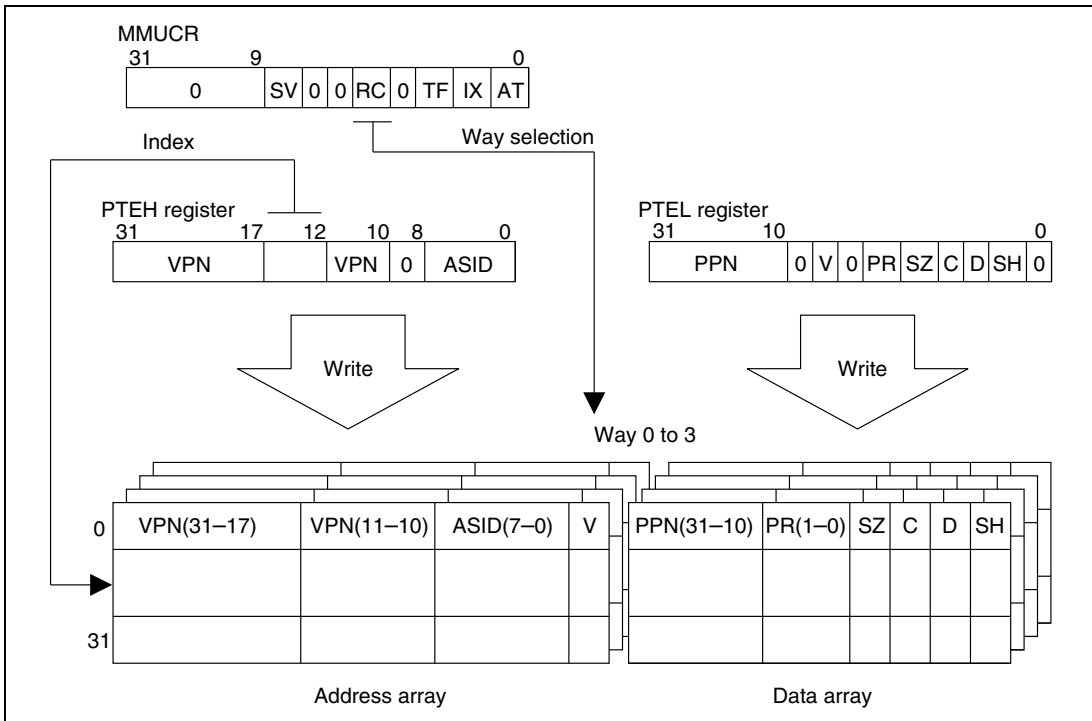 MMUCR
31 9 0
0 SV 0 0 RC 0 TF IX AT
Index
Way selection
PTEH register
31 17 12 10 8 0
VPN VPN 0 ASID
PTEL register
31 10 0
PPN 0 V 0 PR SZ C D SH 0
Write
Write
Way 0 to 3
0 VPN(31–17) VPN(11–10) ASID(7–0) V PPN(31–10) PR(1–0) SZ C D SH
31
Address array
Data array